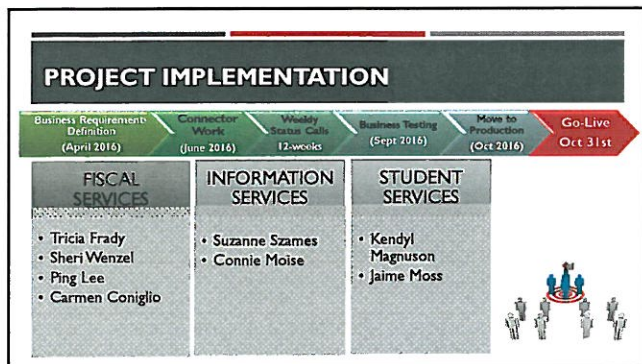 PROJECT IMPLEMENTATION
Business Requirements
Definition
(April 2016)
Connector
Work
(June 2016)
Weekly
Status Calls
12-weeks
Business Testing
(Sept 2016)
Move to
Production
(Oct 2016)
Go-Live
Oct 31st
FISCAL
SERVICES
• Tricia Frady
• Sheri Wenzel
• Ping Lee
• Carmen Coniglio
INFORMATION
SERVICES
• Suzanne Szames
• Connie Moise
STUDENT
SERVICES
• Kendyl
Magnuson
• Jaime Moss